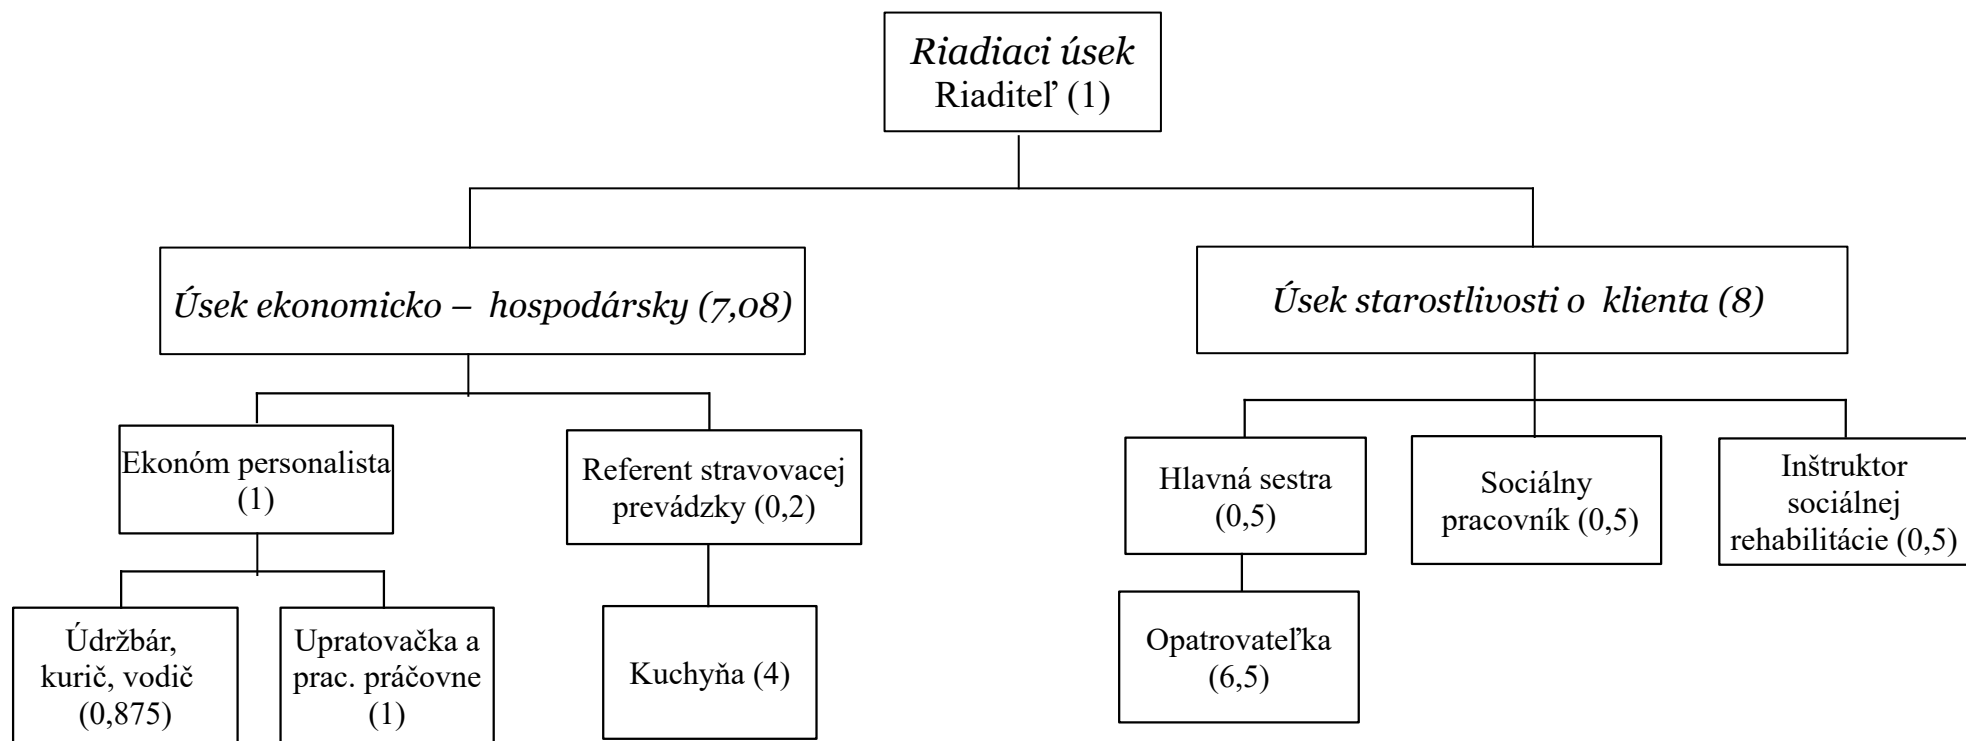 Riadiaci úsek
Riaditeľ (1)
Úsek ekonomicko – hospodársky (7,08)
Úsek starostlivosti o klienta (8)
Ekonóm personalista
(1)
Referent stravovacej
prevádzky (0,2)
Hlavná sestra
(0,5)
Sociálny
pracovník (0,5)
Inštruktor
sociálnej
rehabilitácie (0,5)
Údržbár,
kurič, vodič
(0,875)
Upratovačka a
prac. práčovne
(1)
Kuchyňa (4)
Opatrovateľka
(6,5)